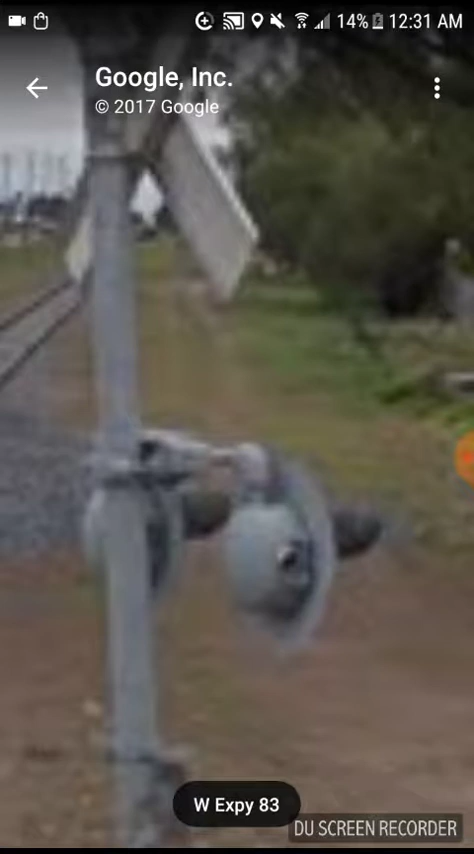 14% 12:31 AM
Google, Inc.
© 2017 Google
W Expy 83
DU SCREEN RECORDER